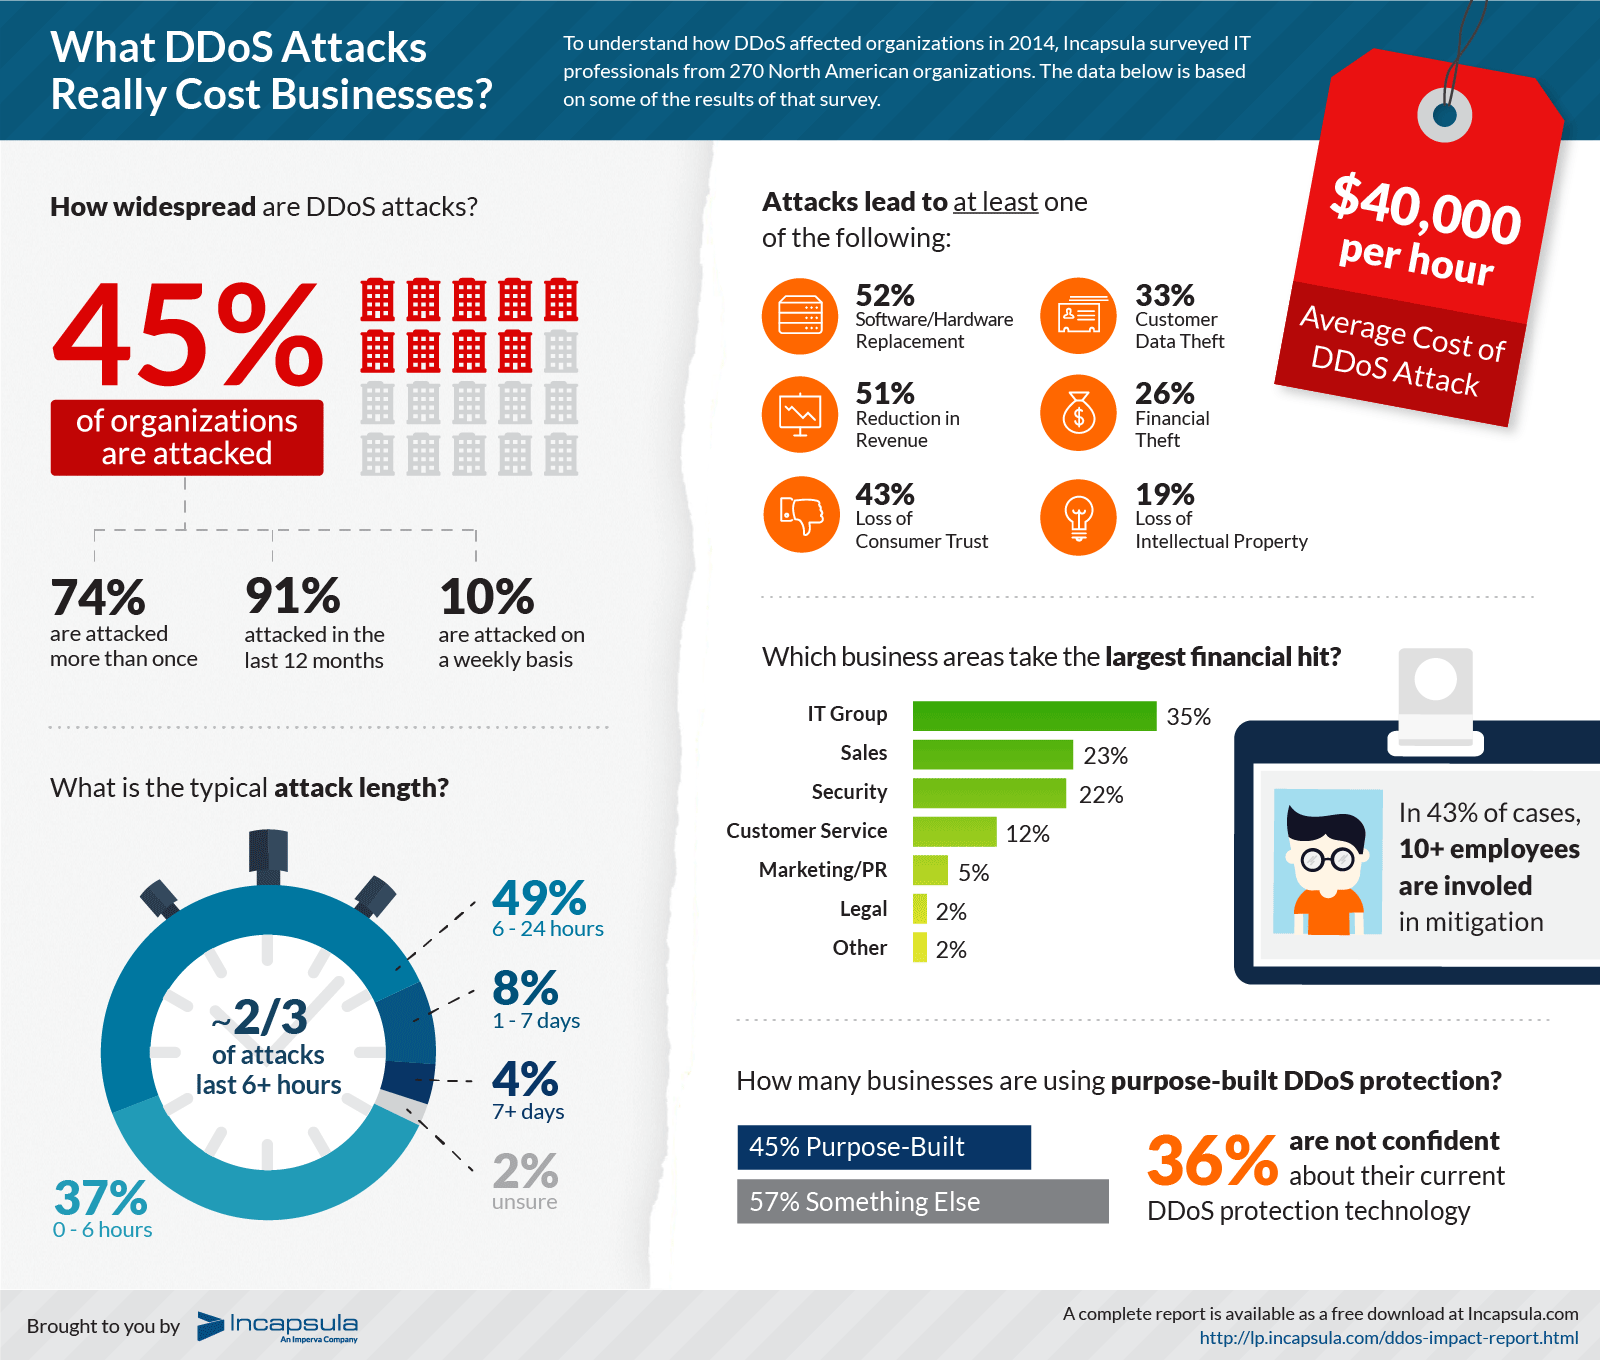 What DDoS Attacks
Really Cost Businesses?
To understand how DDoS affected organizations in 2014, Incapsula surveyed IT
professionals from 270 North American organizations. The data below is based
on some of the results of that survey.
$40,000
per hour
Average Cost of
DDoS Attack
How widespread are DDoS attacks?
45%
of organizations
are attacked
74%
are attacked
more than once
91%
attacked in the
last 12 months
10%
are attacked on
a weekly basis
What is the typical attack length?
~2/3
of attacks
last 6+ hours
49%
6 - 24 hours
8%
1 - 7 days
4%
7+ days
2%
unsure
37%
0 - 6 hours
Attacks lead to at least one
of the following:
52%
Software/Hardware
Replacement
33%
Customer
Data Theft
51%
Reduction in
Revenue
26%
Financial
Theft
43%
Loss of
Consumer Trust
19%
Loss of
Intellectual Property
Which business areas take the largest financial hit?
IT Group 35%
Sales 23%
Security 22%
Customer Service 12%
Marketing/PR 5%
Legal 2%
Other 2%
In 43% of cases,
10+ employees
are involed
in mitigation
How many businesses are using purpose-built DDoS protection?
45% Purpose-Built
57% Something Else
36% are not confident
about their current
DDoS protection technology
Brought to you by Incapsula
An Imperva Company
A complete report is available as a free download at Incapsula.com
http://lp.incapsula.com/ddos-impact-report.html